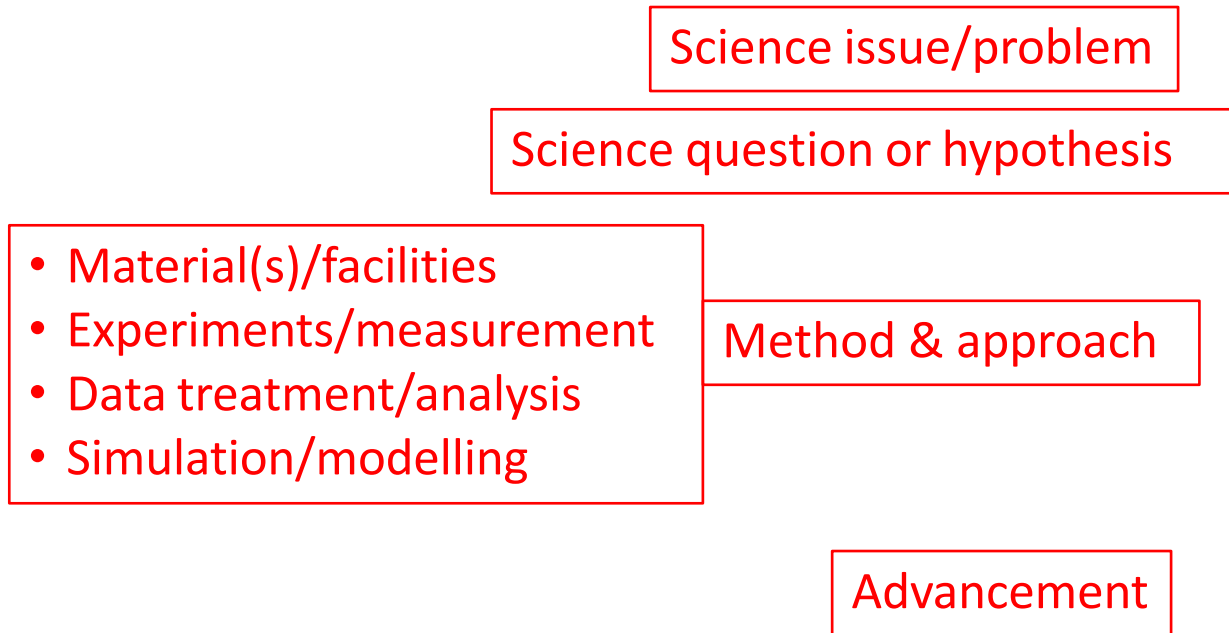 Science issue/problem
Science question or hypothesis
• Material(s)/facilities
• Experiments/measurement
• Data treatment/analysis
• Simulation/modelling
Method & approach
Advancement